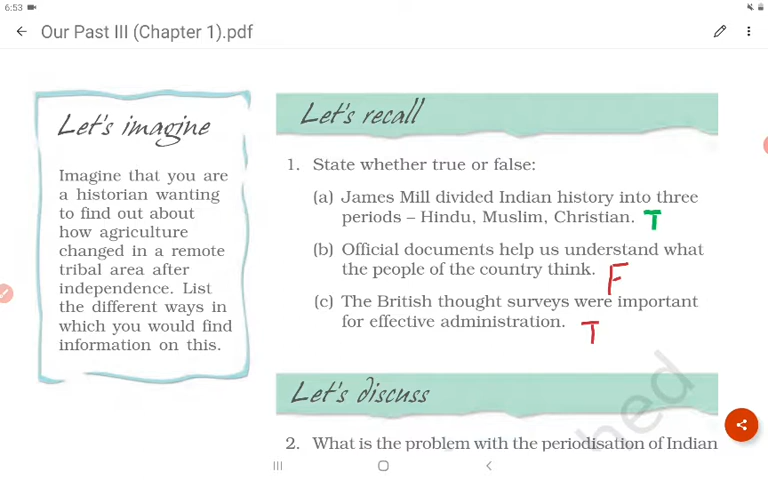 6:53
Our Past III (Chapter 1).pdf
Let's imagine
Imagine that you are
a historian wanting
to find out about
how agriculture
changed in a remote
tribal area after
independence. List
the different ways in
which you would find
information on this.
Let's recall
1. State whether true or false:
(a) James Mill divided Indian history into three
periods – Hindu, Muslim, Christian. T
(b) Official documents help us understand what
the people of the country think. F
(c) The British thought surveys were important
for effective administration. T
Let's discuss
2. What is the problem with the periodisation of Indian
hed